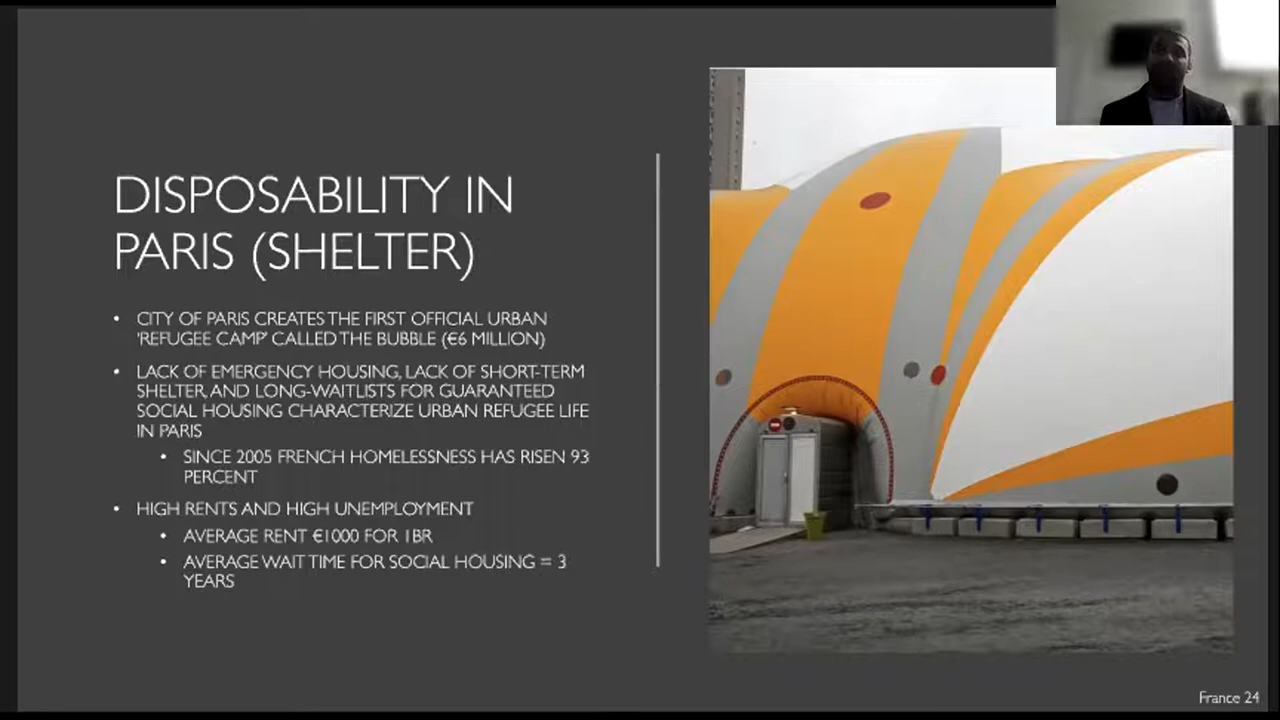 DISPOSABILITY IN
PARIS (SHELTER)
• CITY OF PARIS CREATES THE FIRST OFFICIAL URBAN
'REFUGEE CAMP' CALLED THE BUBBLE (€6 MILLION)
• LACK OF EMERGENCY HOUSING, LACK OF SHORT-TERM
SHELTER, AND LONG-WAITLISTS FOR GUARANTEED
SOCIAL HOUSING CHARACTERIZE URBAN REFUGEE LIFE
IN PARIS
• SINCE 2005 FRENCH HOMELESSNESS HAS RISEN 93
PERCENT
• HIGH RENTS AND HIGH UNEMPLOYMENT
• AVERAGE RENT €1000 FOR 1BR
• AVERAGE WAIT TIME FOR SOCIAL HOUSING = 3
YEARS
France 24